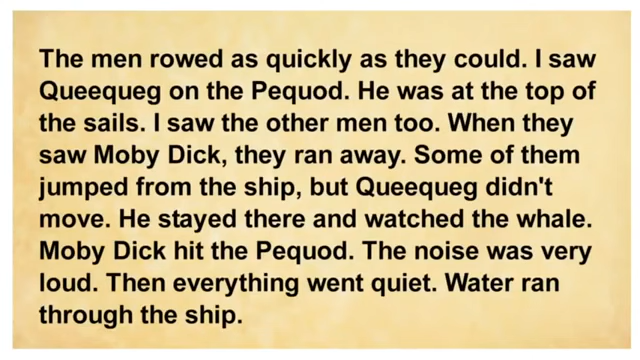 The men rowed as quickly as they could. I saw
Queequeg on the Pequod. He was at the top of
the sails. I saw the other men too. When they
saw Moby Dick, they ran away. Some of them
jumped from the ship, but Queequeg didn't
move. He stayed there and watched the whale.
Moby Dick hit the Pequod. The noise was very
loud. Then everything went quiet. Water ran
through the ship.